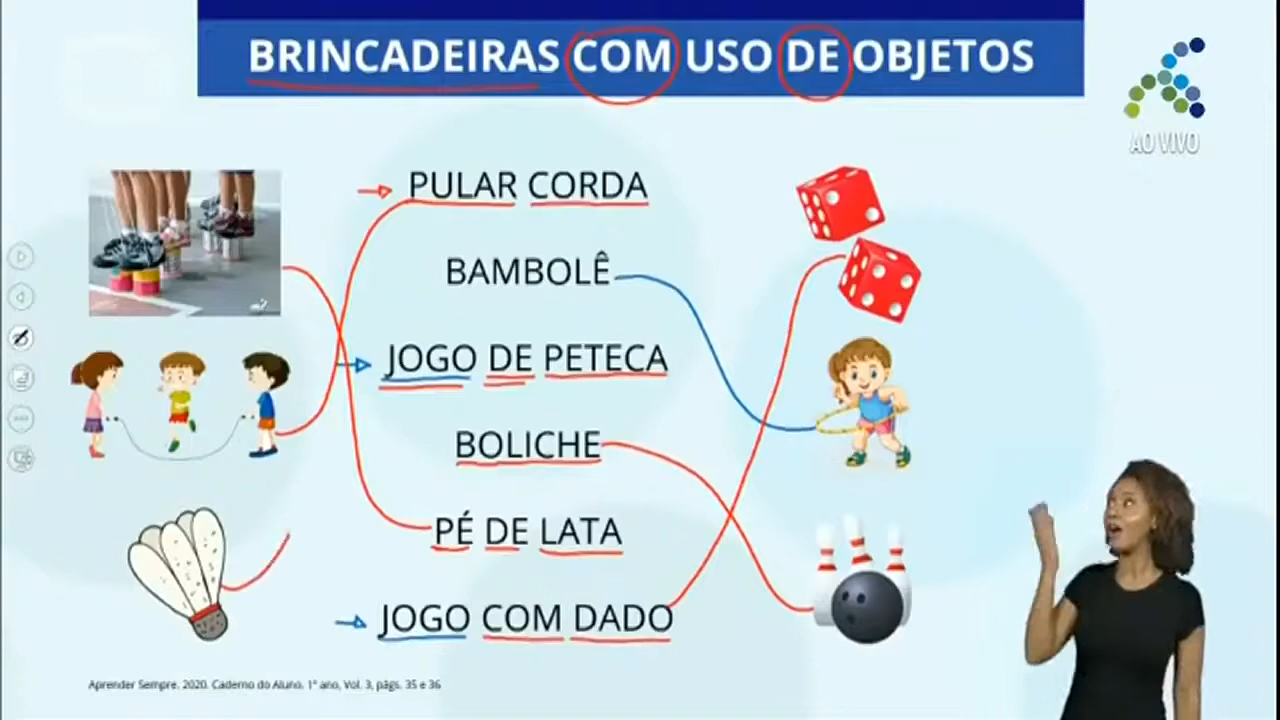 BRINCADEIRAS COM USO DE OBJETOS
AO VIVO
PULAR CORDA
BAMBOLÊ
JOGO DE PETECA
BOLICHE
PÉ DE LATA
JOGO COM DADO
Aprender Sempre. 2020. Caderno do Aluno. 1° ano, Vol. 3, págs. 35 e 36